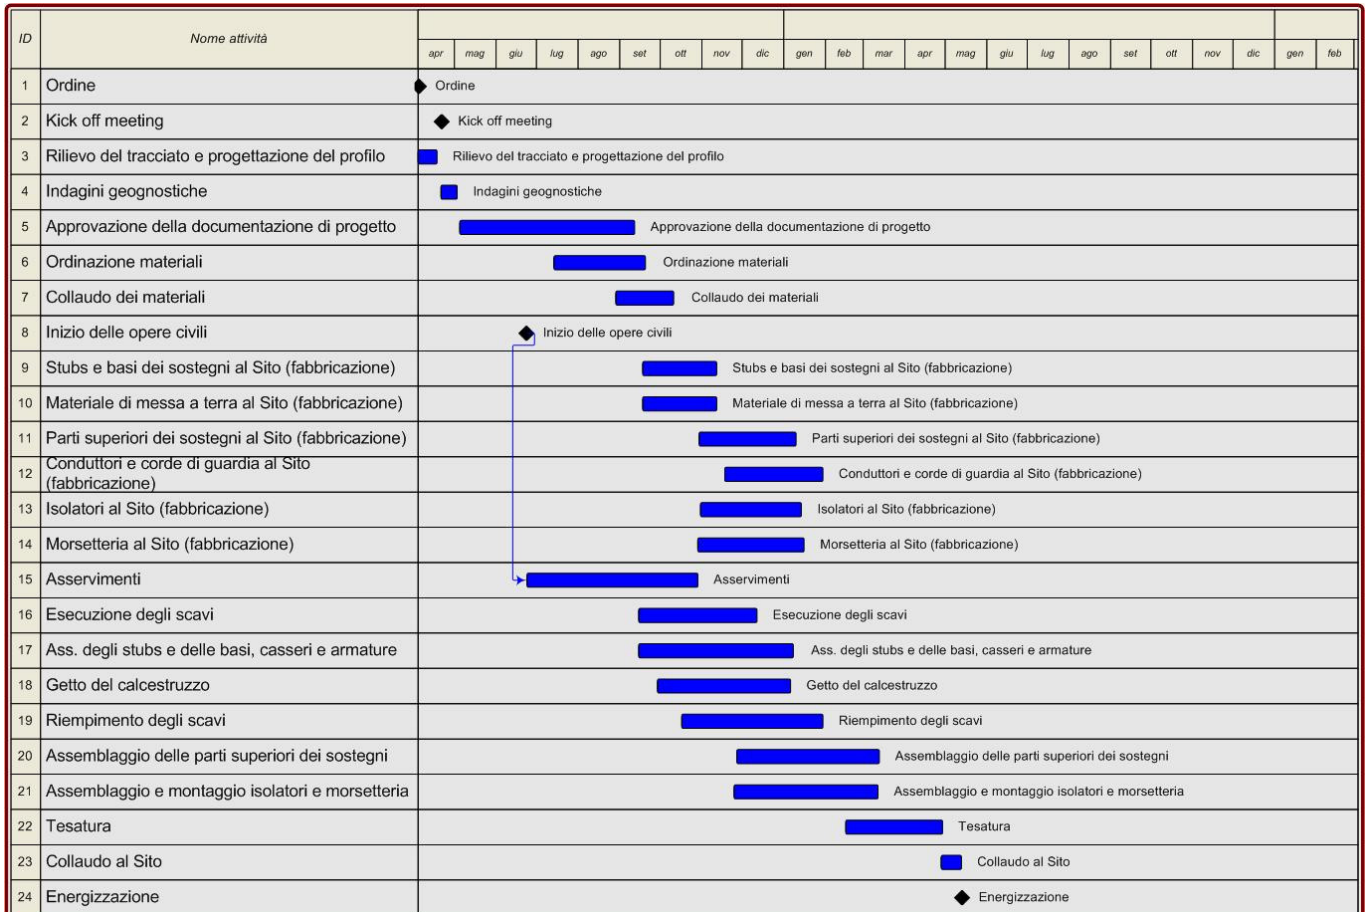 ID Nome attività
apr mag giu lug ago set ott nov dic gen feb mar apr mag giu lug ago set ott nov dic gen feb
1 Ordine Ordine
2 Kick off meeting Kick off meeting
3 Rilievo del tracciato e progettazione del profilo Rilievo del tracciato e progettazione del profilo
4 Indagini geognostiche Indagini geognostiche
5 Approvazione della documentazione di progetto Approvazione della documentazione di progetto
6 Ordinazione materiali Ordinazione materiali
7 Collaudo dei materiali Collaudo dei materiali
8 Inizio delle opere civili Inizio delle opere civili
9 Stubs e basi dei sostegni al Sito (fabbricazione) Stubs e basi dei sostegni al Sito (fabbricazione)
10 Materiale di messa a terra al Sito (fabbricazione) Materiale di messa a terra al Sito (fabbricazione)
11 Parti superiori dei sostegni al Sito (fabbricazione) Parti superiori dei sostegni al Sito (fabbricazione)
12 Conduttori e corde di guardia al Sito
(fabbricazione) Conduttori e corde di guardia al Sito (fabbricazione)
13 Isolatori al Sito (fabbricazione) Isolatori al Sito (fabbricazione)
14 Morsetteria al Sito (fabbricazione) Morsetteria al Sito (fabbricazione)
15 Asservimenti Asservimenti
16 Esecuzione degli scavi Esecuzione degli scavi
17 Ass. degli stubs e delle basi, casseri e armature Ass. degli stubs e delle basi, casseri e armature
18 Getto del calcestruzzo Getto del calcestruzzo
19 Riempimento degli scavi Riempimento degli scavi
20 Assemblaggio delle parti superiori dei sostegni Assemblaggio delle parti superiori dei sostegni
21 Assemblaggio e montaggio isolatori e morsetteria Assemblaggio e montaggio isolatori e morsetteria
22 Tesatura Tesatura
23 Collaudo al Sito Collaudo al Sito
24 Energizzazione Energizzazione